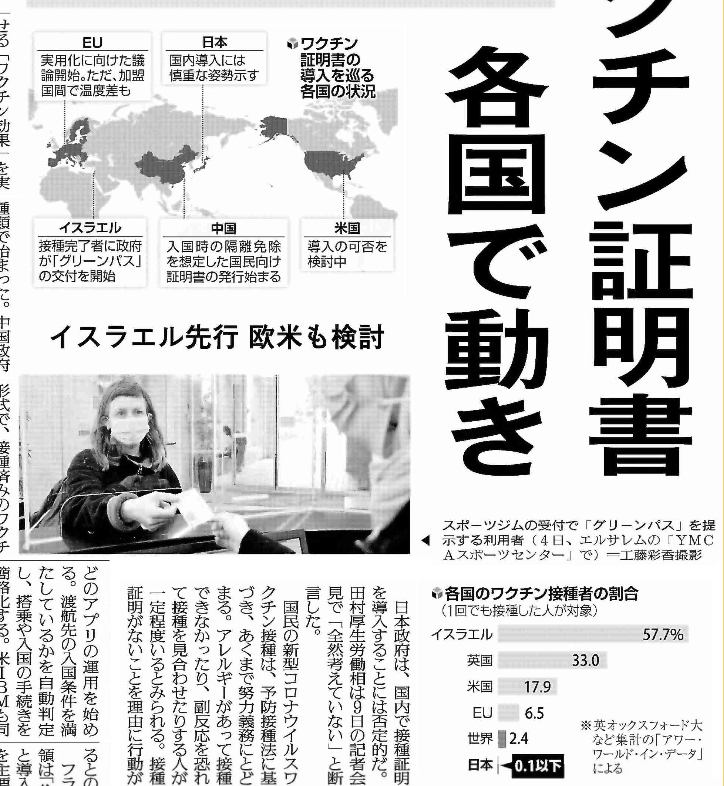 クチン証明書
各国で動き
ワクチン
証明書の
導入を巡る
各国の状況
EU
実用化に向けた議
論開始。ただ、加盟
国間で温度差も
日本
国内導入には
慎重な姿勢示す
イスラエル
接種完了者に政府
が「グリーンパス」
の交付を開始
中国
入国時の隔離免除
を想定した国民向け
証明書の発行始まる
米国
導入の可否を
検討中
イスラエル先行 欧米も検討
スポーツジムの受付で「グリーンパス」を提
示する利用者（４日、エルサレムの「ＹＭＣ
Ａスポーツセンター」で）＝工藤彩香撮影
せる「ワクチン効果」を実
種類で始まった。中国政府
形式で、接種済みのワクチ
日本政府は、国内で接種証明
を導入することには否定的だ。
田村厚生労働相は９日の記者会
見で「全然考えていない」と断
言した。
国民の新型コロナウイルスワ
クチン接種は、予防接種法に基
づき、あくまで努力義務にとど
まる。アレルギーがあって接種
できなかったり、副反応を恐れ
て接種を見合わせたりする人が
一定程度いるとみられる。接種
証明がないことを理由に行動が
どのアプリの運用を始め
る。渡航先の入国条件を満
たしているかを自動判定
し、搭乗や入国の手続きを
簡略化する。米ＩＢＭも同
るとの
フラ
領は「
と導入
を主要
各国のワクチン接種者の割合
（1回でも接種した人が対象）
イスラエル 57.7%
英国 33.0
米国 17.9
EU 6.5
世界 2.4
日本 0.1以下
※英オックスフォード大
など集計の「アワー・
ワールド・イン・データ」
による